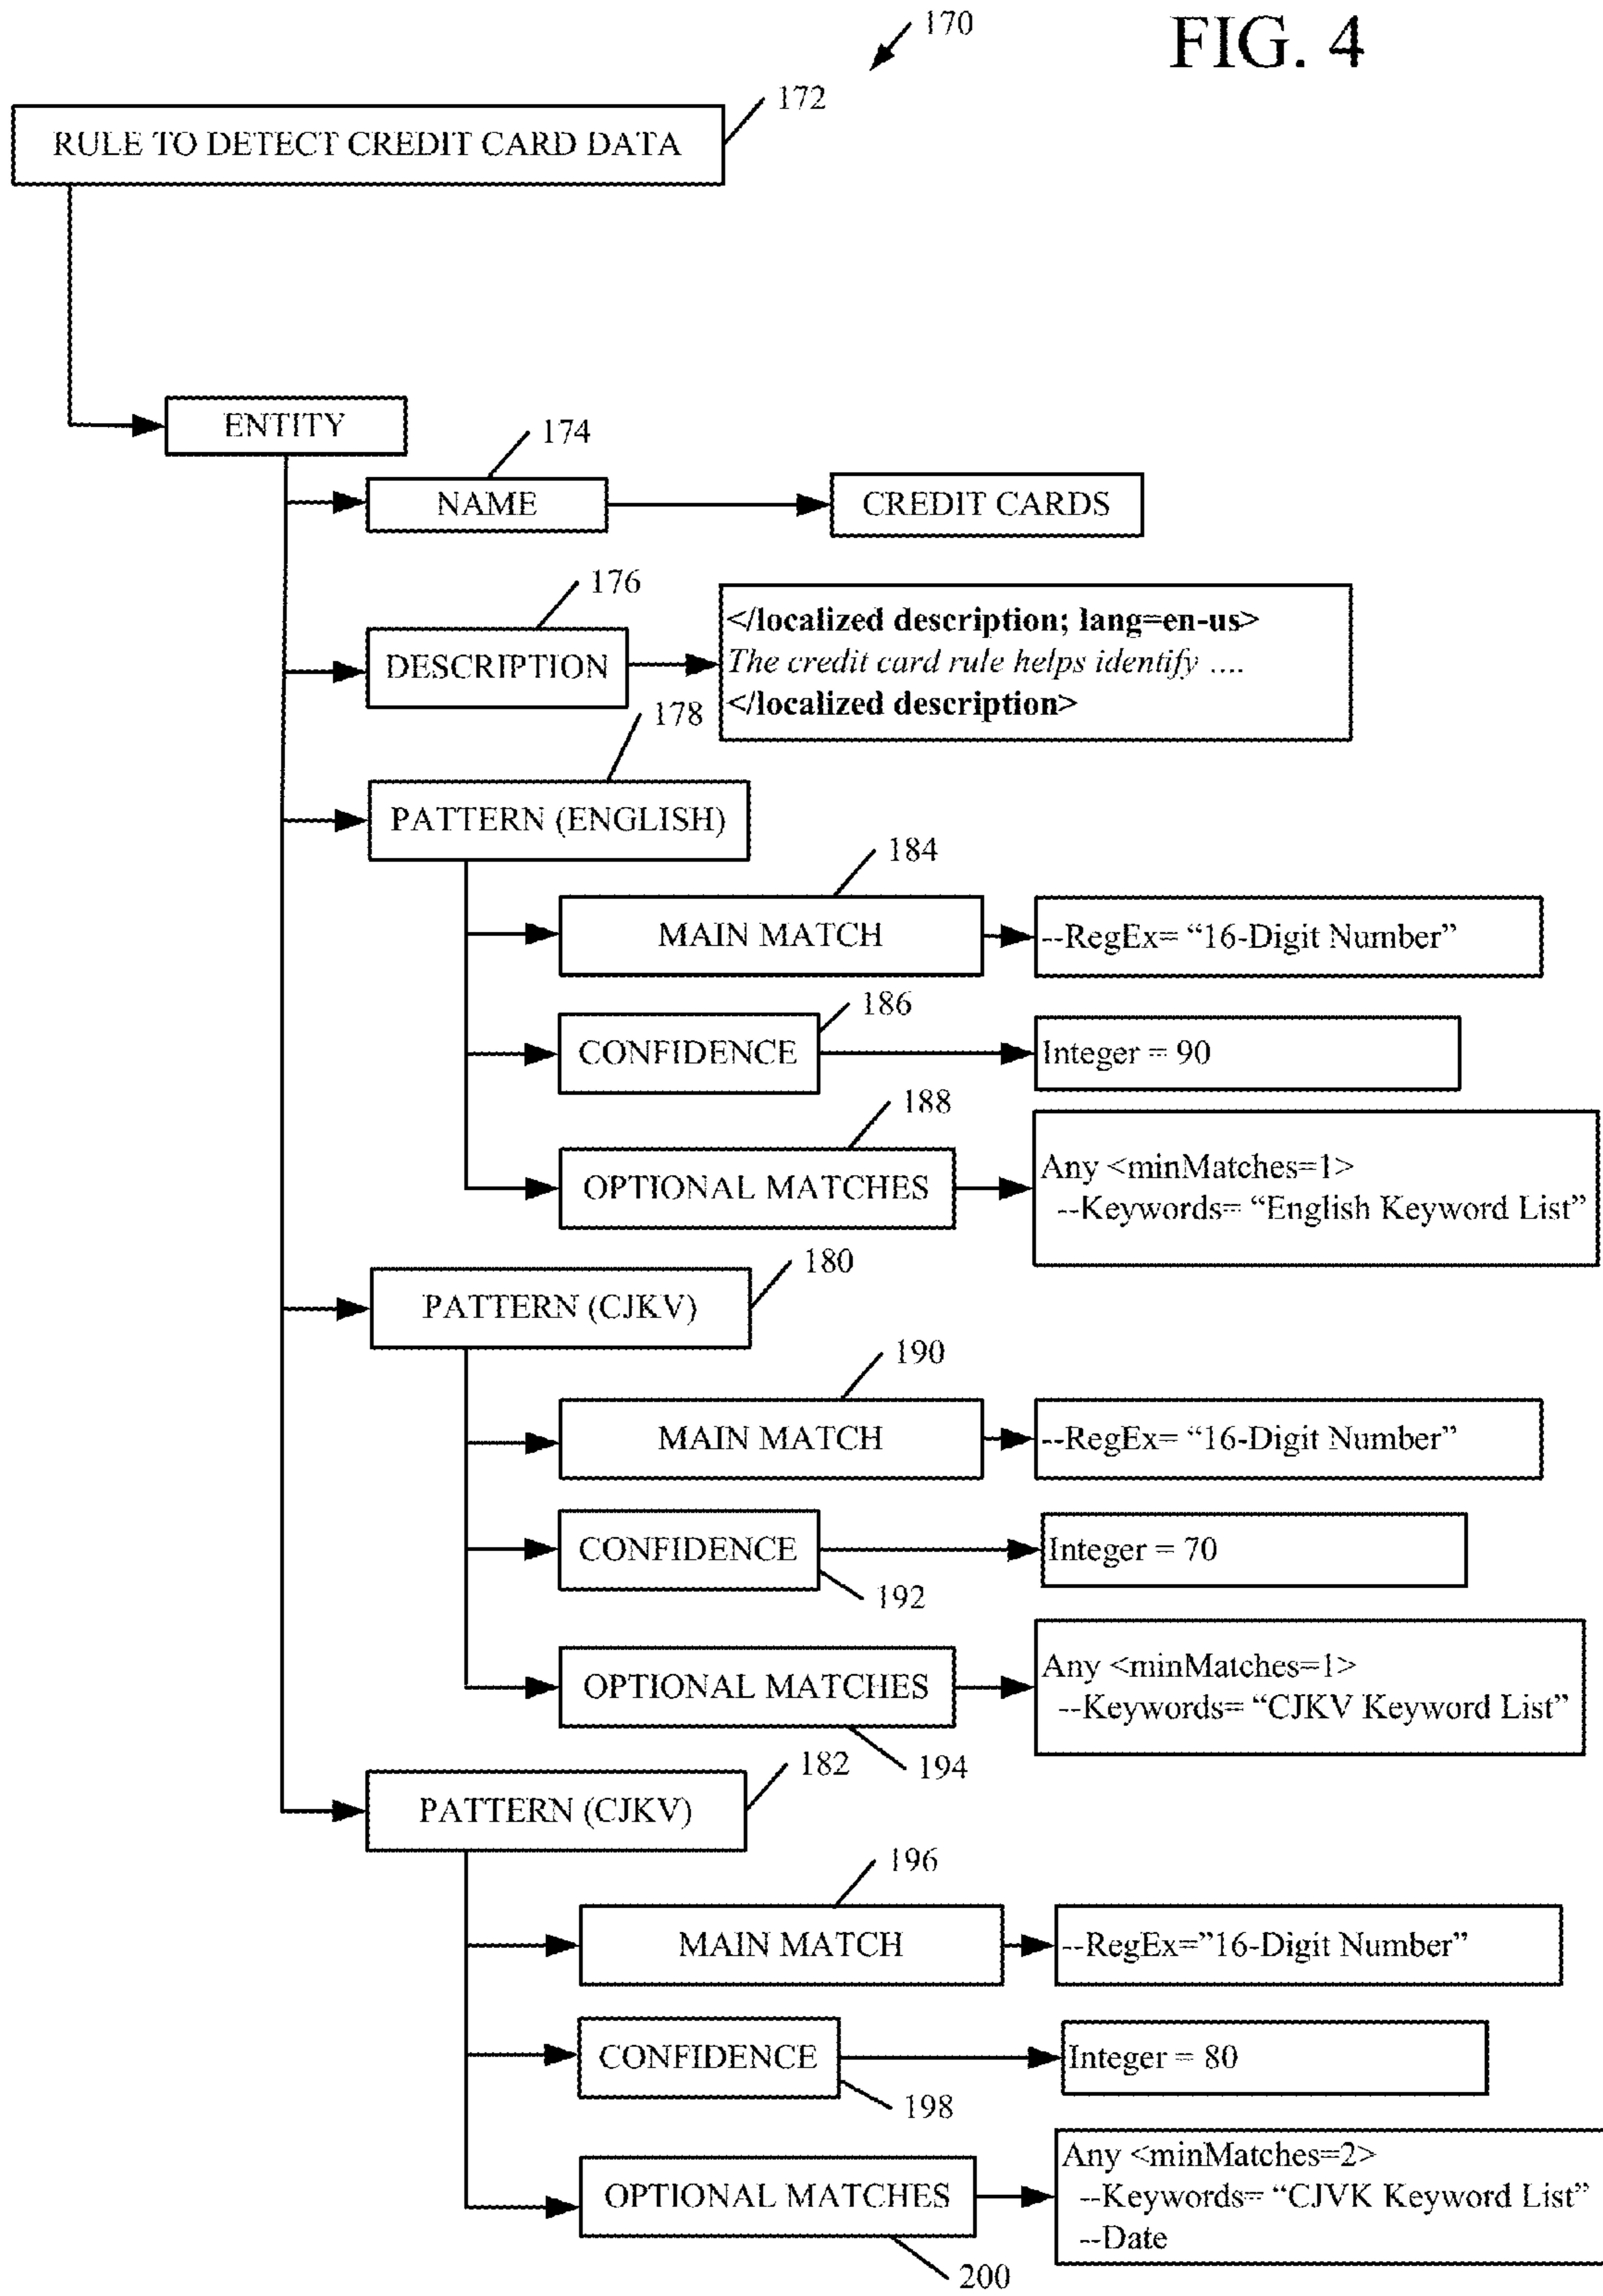 FIG. 4
170
172
RULE TO DETECT CREDIT CARD DATA
ENTITY
174
NAME
CREDIT CARDS
176
DESCRIPTION
</localized description; lang=en-us>
The credit card rule helps identify ....
</localized description>
178
PATTERN (ENGLISH)
184
MAIN MATCH
--RegEx= “16-Digit Number”
186
CONFIDENCE
Integer = 90
188
OPTIONAL MATCHES
Any <minMatches=1>
--Keywords= “English Keyword List”
180
PATTERN (CJKV)
190
MAIN MATCH
--RegEx= “16-Digit Number”
CONFIDENCE
Integer = 70
192
OPTIONAL MATCHES
Any <minMatches=1>
--Keywords= “CJKV Keyword List”
194
182
PATTERN (CJKV)
196
MAIN MATCH
--RegEx=”16-Digit Number”
CONFIDENCE
Integer = 80
198
OPTIONAL MATCHES
Any <minMatches=2>
--Keywords= “CJVK Keyword List”
--Date
200